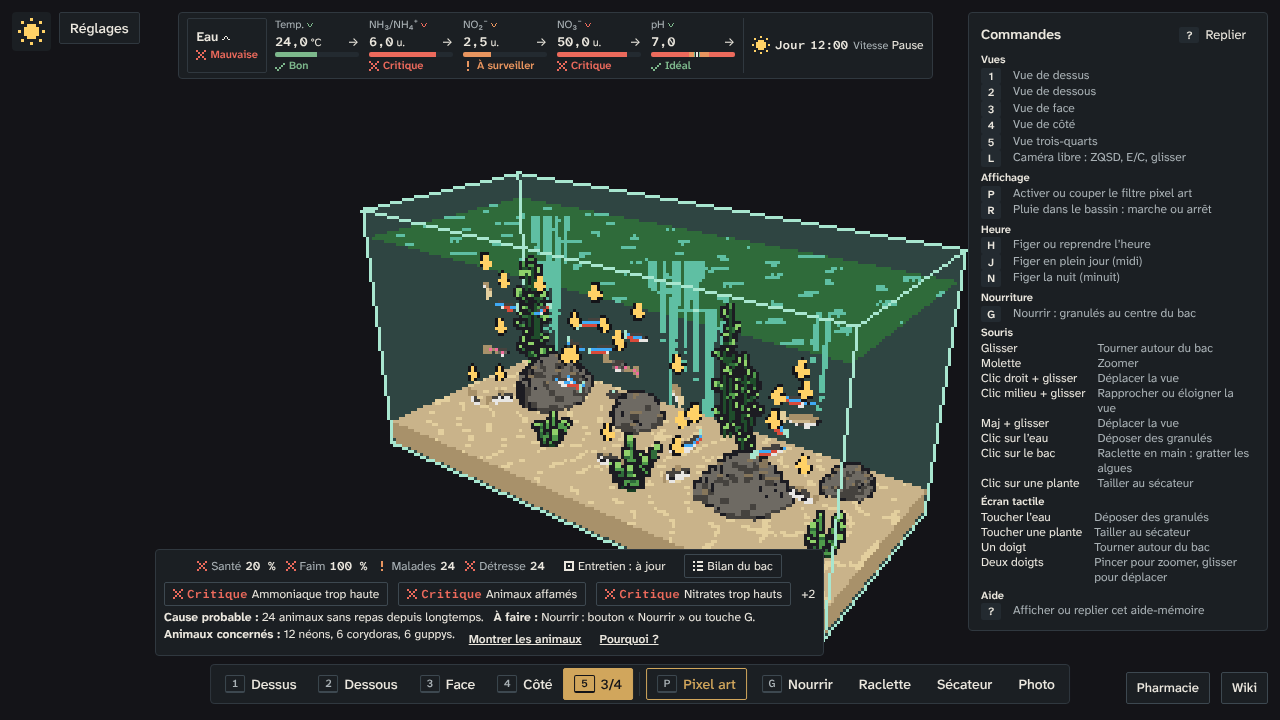 Réglages
Eau
Mauvaise
Temp.
24,0 °C
Bon
NH₃/NH₄⁺
6,0 u.
Critique
NO₂⁻
2,5 u.
À surveiller
NO₃⁻
50,0 u.
Critique
pH
7,0
Idéal
Jour 12:00 Vitesse Pause
Commandes
? Replier
Vues
1 Vue de dessus
2 Vue de dessous
3 Vue de face
4 Vue de côté
5 Vue trois-quarts
L Caméra libre : ZQSD, E/C, glisser
Affichage
P Activer ou couper le filtre pixel art
R Pluie dans le bassin : marche ou arrêt
Heure
H Figer ou reprendre l'heure
J Figer en plein jour (midi)
N Figer la nuit (minuit)
Nourriture
G Nourrir : granulés au centre du bac
Souris
Glisser Tourner autour du bac
Molette Zoomer
Clic droit + glisser Déplacer la vue
Clic milieu + glisser Rapprocher ou éloigner la
vue
Maj + glisser Déplacer la vue
Clic sur l'eau Déposer des granulés
Clic sur le bac Raclette en main : gratter les
algues
Clic sur une plante Tailler au sécateur
Écran tactile
Toucher l'eau Déposer des granulés
Toucher une plante Tailler au sécateur
Un doigt Tourner autour du bac
Deux doigts Pincer pour zoomer, glisser
pour déplacer
Aide
? Afficher ou replier cet aide-mémoire
Santé 20 % Faim 100 % Malades 24 Détresse 24 Entretien : à jour Bilan du bac
Critique Ammoniaque trop haute Critique Animaux affamés Critique Nitrates trop hauts +2
Cause probable : 24 animaux sans repas depuis longtemps. À faire : Nourrir : bouton « Nourrir » ou touche G.
Animaux concernés : 12 néons, 6 corydoras, 6 guppys. Montrer les animaux Pourquoi ?
1 Dessus 2 Dessous 3 Face 4 Côté 5 3/4 P Pixel art G Nourrir Raclette Sécateur Photo
Pharmacie Wiki